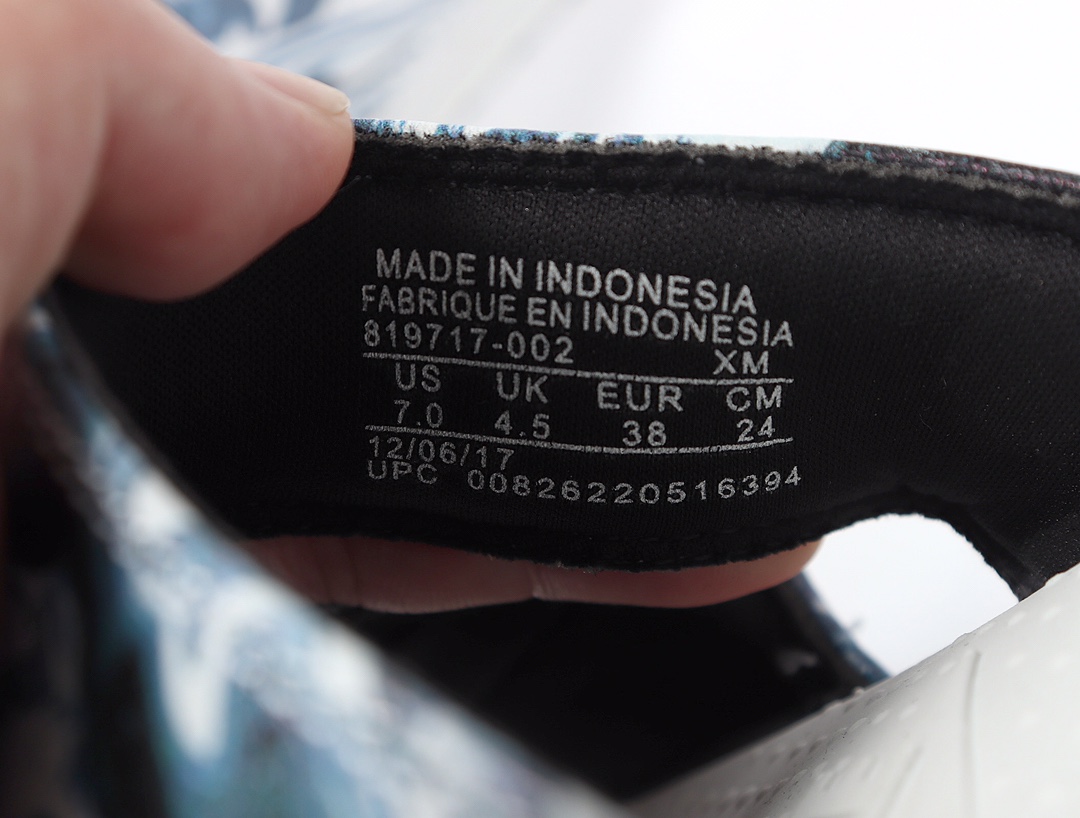 MADE IN INDONESIA
FABRIQUE EN INDONESIA
819717-002 XM
US UK EUR CM
7.0 4.5 38 24
12/06/17
UPC 00826220516394